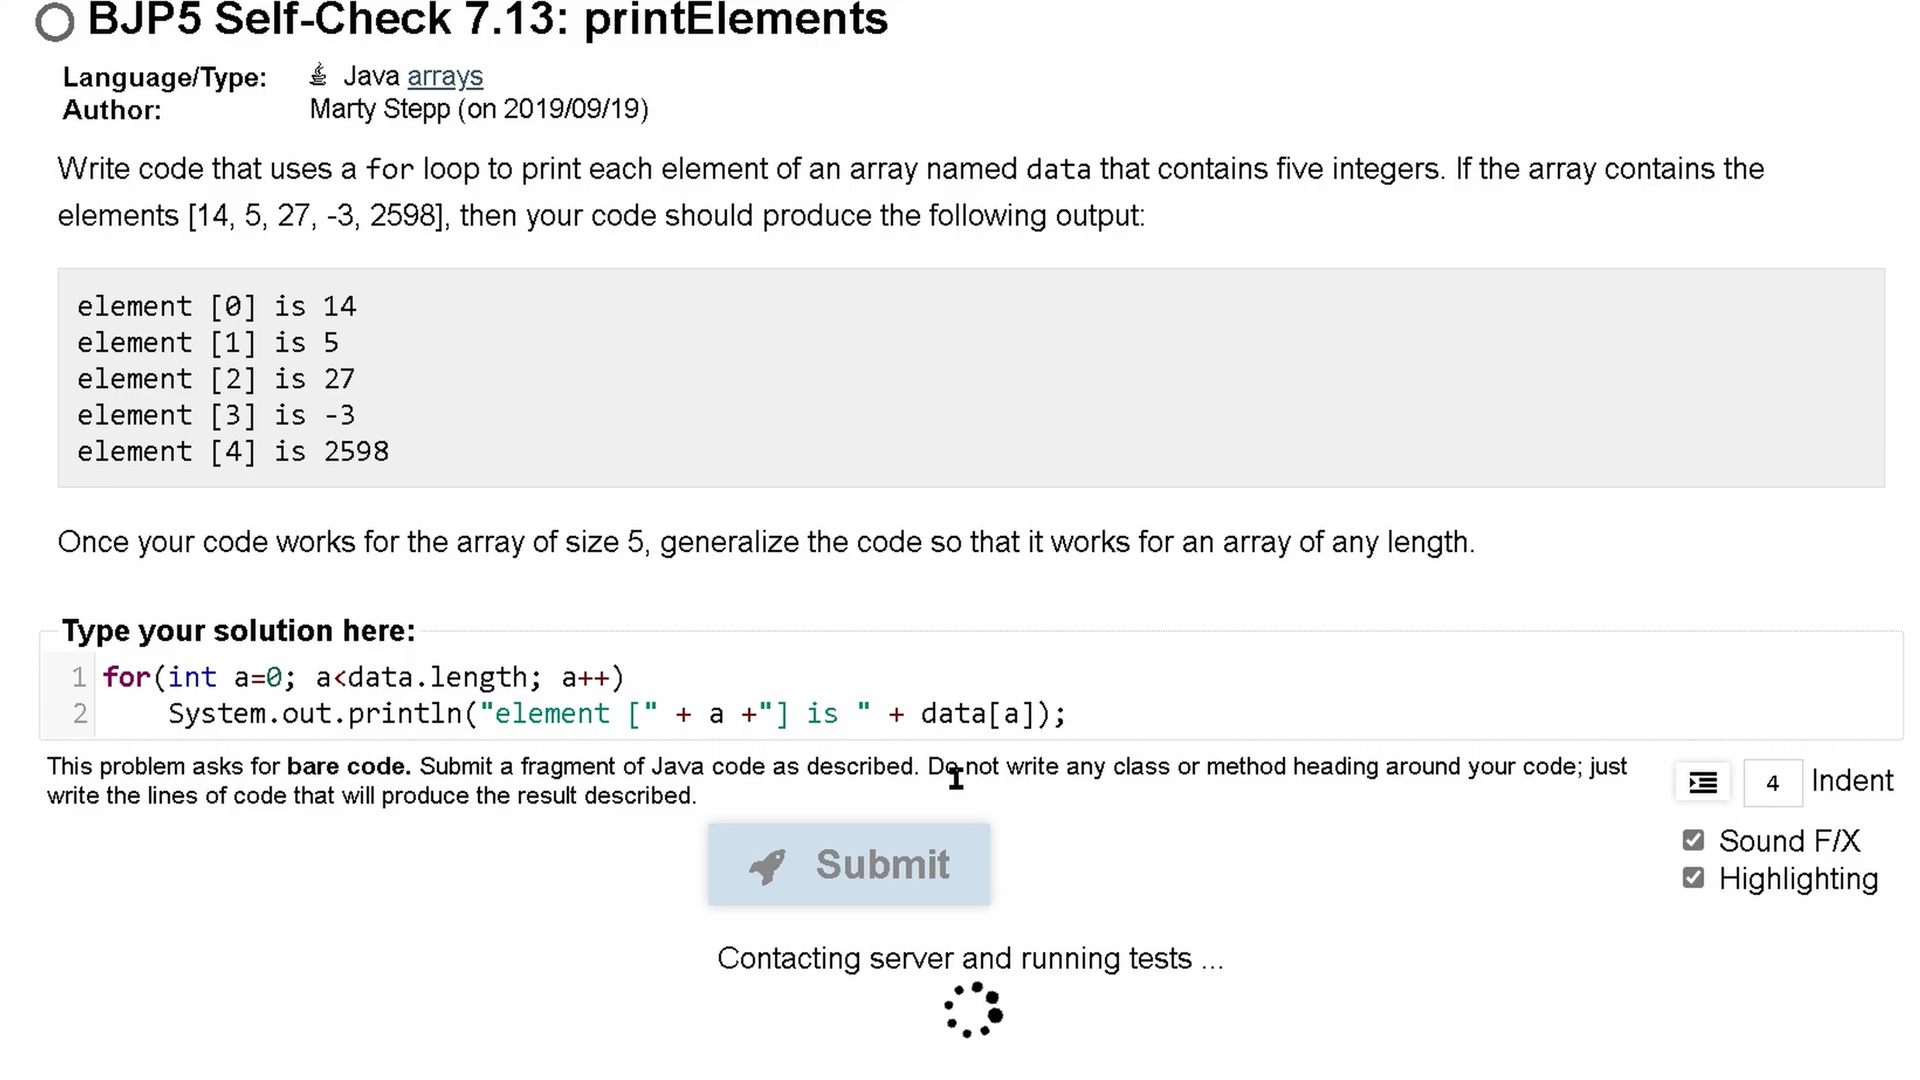 BJP5 Self-Check 7.13: printElements
Language/Type: Java arrays
Author: Marty Stepp (on 2019/09/19)
Write code that uses a for loop to print each element of an array named data that contains five integers. If the array contains the
elements [14, 5, 27, -3, 2598], then your code should produce the following output:
element [0] is 14
element [1] is 5
element [2] is 27
element [3] is -3
element [4] is 2598
Once your code works for the array of size 5, generalize the code so that it works for an array of any length.
Type your solution here:
1 for(int a=0; a<data.length; a++)
2     System.out.println("element [" + a +"] is " + data[a]);
This problem asks for bare code. Submit a fragment of Java code as described. Do not write any class or method heading around your code; just
write the lines of code that will produce the result described.
4 Indent
Sound F/X
Highlighting
Submit
Contacting server and running tests ...